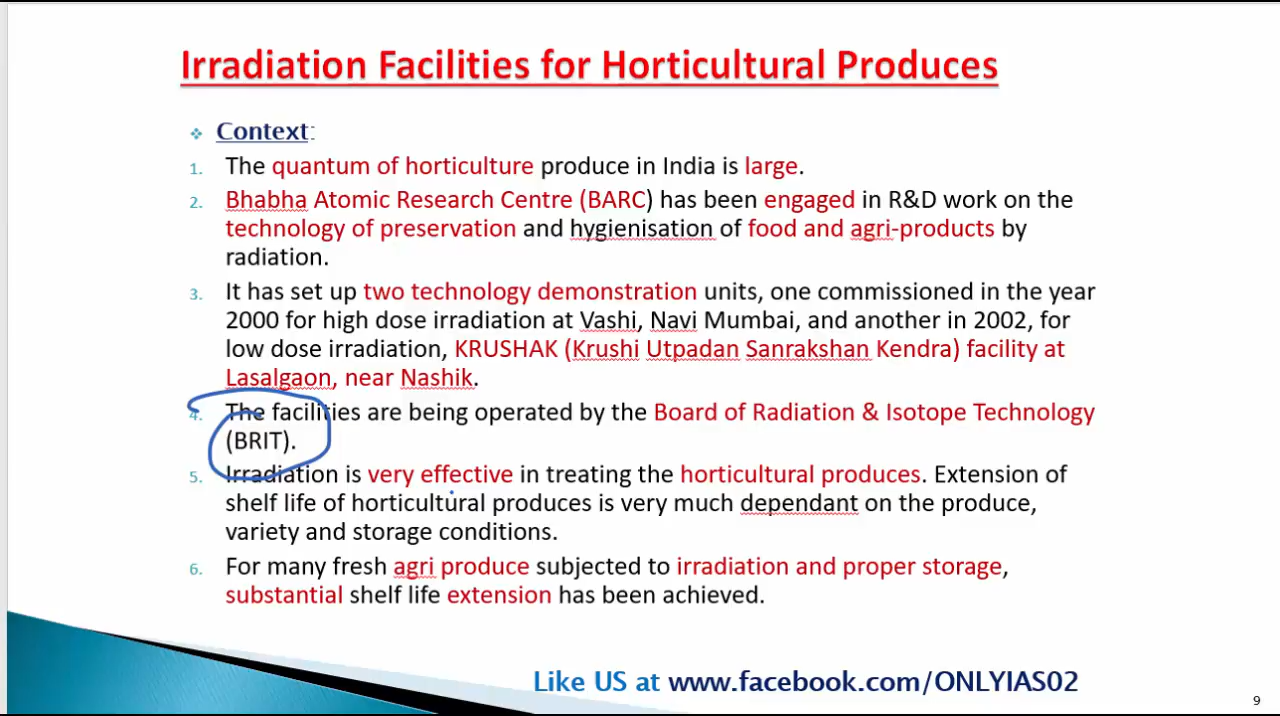 Irradiation Facilities for Horticultural Produces
❖ Context:
1. The quantum of horticulture produce in India is large.
2. Bhabha Atomic Research Centre (BARC) has been engaged in R&D work on the
technology of preservation and hygienisation of food and agri-products by
radiation.
3. It has set up two technology demonstration units, one commissioned in the year
2000 for high dose irradiation at Vashi, Navi Mumbai, and another in 2002, for
low dose irradiation, KRUSHAK (Krushi Utpadan Sanrakshan Kendra) facility at
Lasalgaon, near Nashik.
4. The facilities are being operated by the Board of Radiation & Isotope Technology
(BRIT).
5. Irradiation is very effective in treating the horticultural produces. Extension of
shelf life of horticultural produces is very much dependant on the produce,
variety and storage conditions.
6. For many fresh agri produce subjected to irradiation and proper storage,
substantial shelf life extension has been achieved.
Like US at www.facebook.com/ONLYIAS02
9